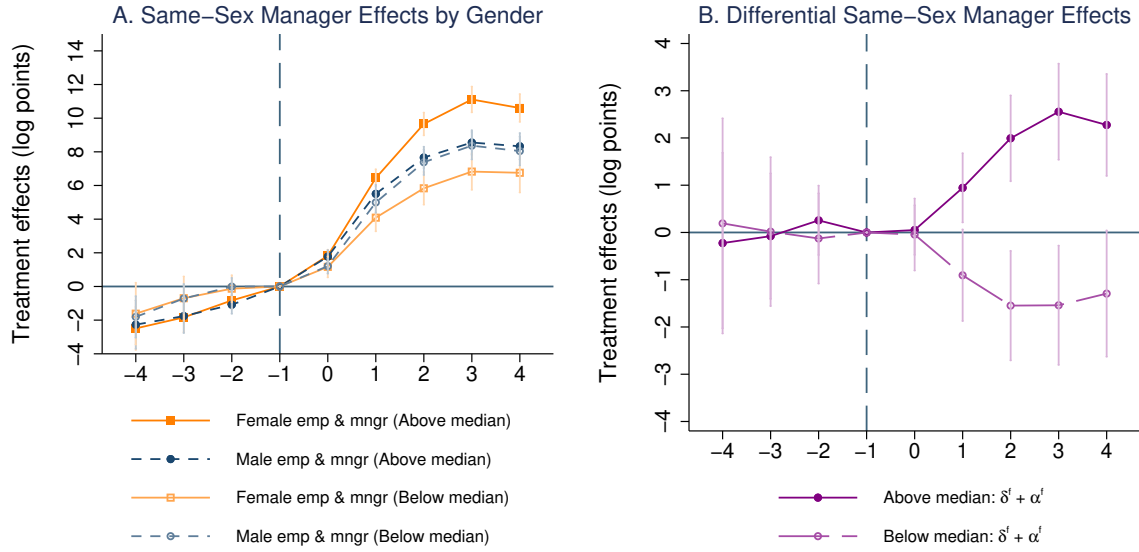 A. Same−Sex Manager Effects by Gender
Treatment effects (log points)
14
12
10
8
6
4
2
0
−2
−4
−4 −3 −2 −1 0 1 2 3 4
Female emp & mngr (Above median)
Male emp & mngr (Above median)
Female emp & mngr (Below median)
Male emp & mngr (Below median)
B. Differential Same−Sex Manager Effects
Treatment effects (log points)
4
3
2
1
0
−1
−2
−3
−4
−4 −3 −2 −1 0 1 2 3 4
Above median: δᶠ + αᶠ
Below median: δᶠ + αᶠ